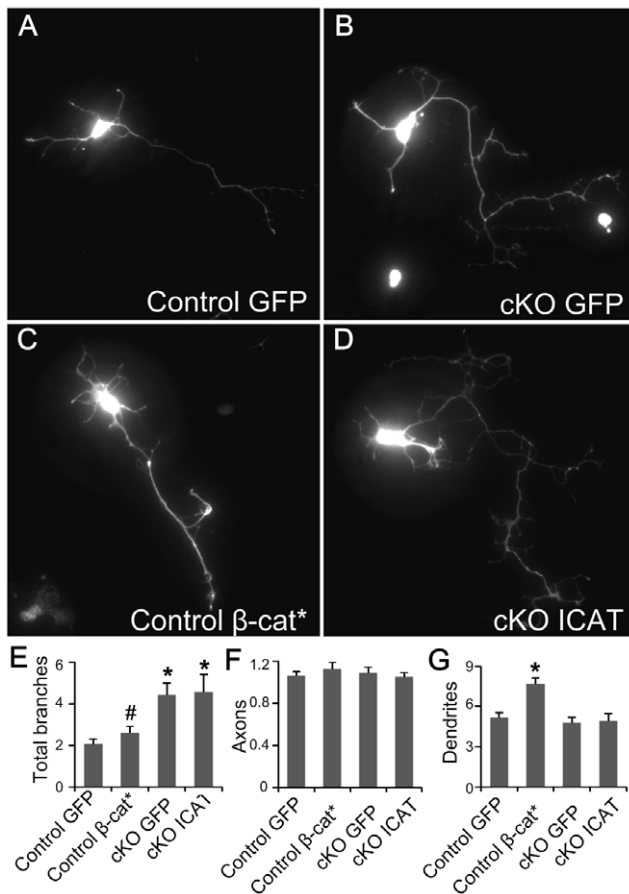 A
Control GFP
B
cKO GFP
C
Control β-cat*
D
cKO ICAT
E
Total branches
6
4
2
0
#
*
*
Control GFP
Control β-cat*
cKO GFP
cKO ICAT
F
Axons
1.2
0.8
0.4
0
Control GFP
Control β-cat*
cKO GFP
cKO ICAT
G
Dendrites
9
6
3
0
*
Control GFP
Control β-cat*
cKO GFP
cKO ICAT